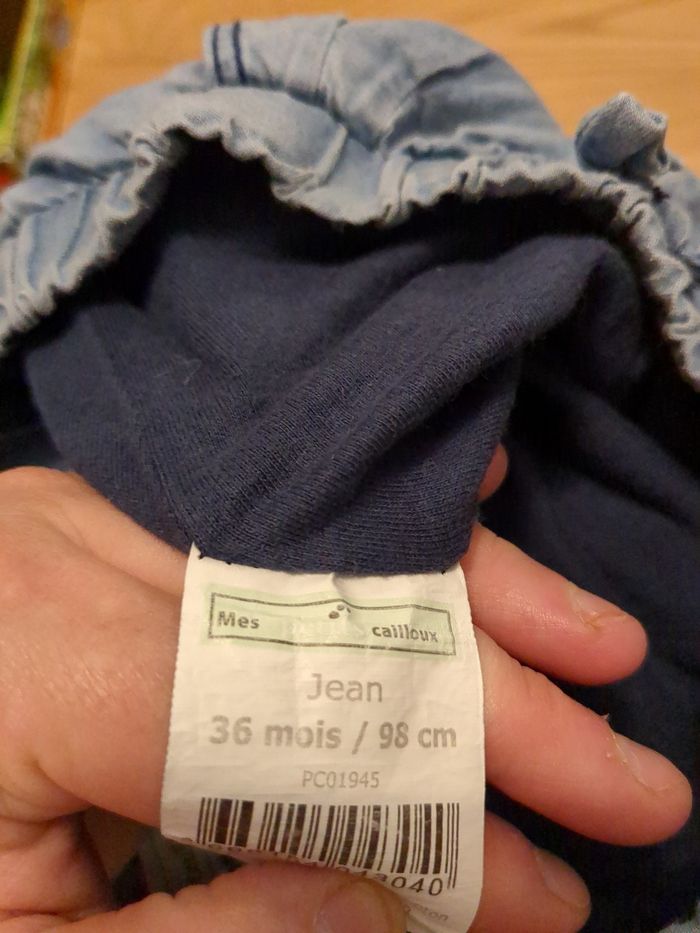 Mes cailloux
Jean
36 mois / 98 cm
PC01945